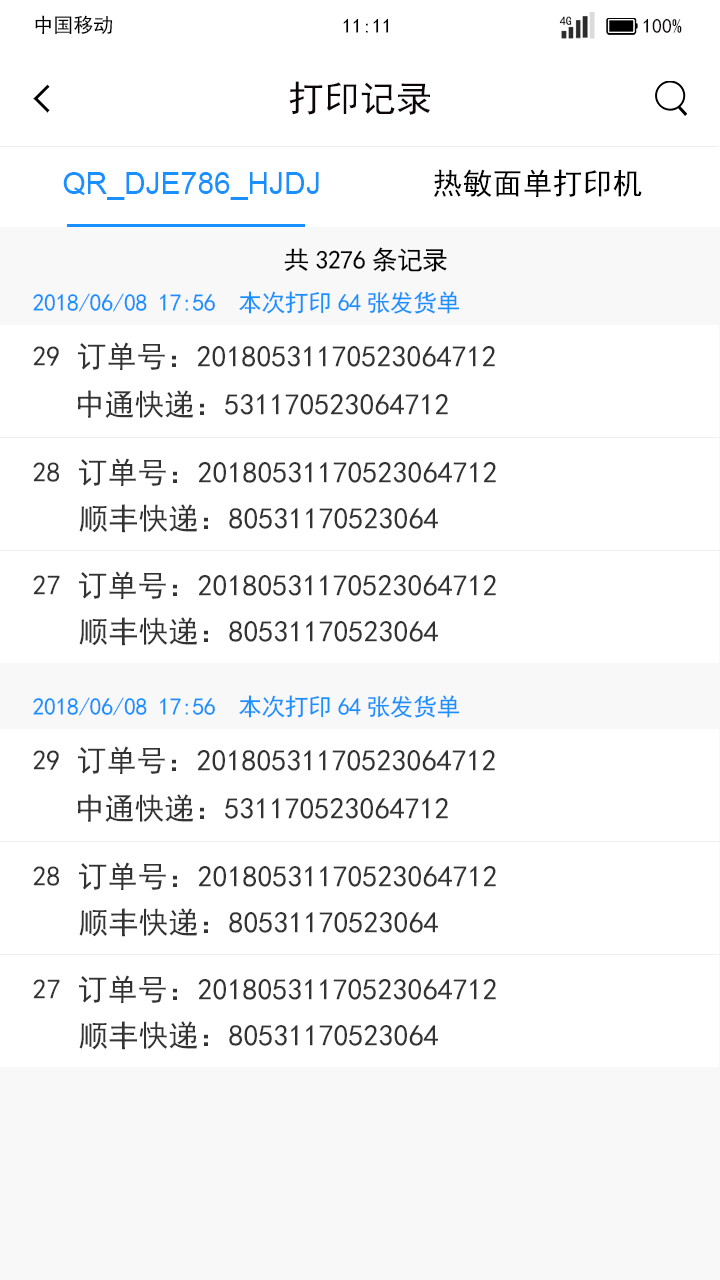 中国移动 11:11 4G 100%
打印记录
QR_DJE786_HJDJ 热敏面单打印机
共 3276 条记录
2018/06/08 17:56 本次打印 64 张发货单
29 订单号：20180531170523064712
中通快递：531170523064712
28 订单号：20180531170523064712
顺丰快递：80531170523064
27 订单号：20180531170523064712
顺丰快递：80531170523064
2018/06/08 17:56 本次打印 64 张发货单
29 订单号：20180531170523064712
中通快递：531170523064712
28 订单号：20180531170523064712
顺丰快递：80531170523064
27 订单号：20180531170523064712
顺丰快递：80531170523064